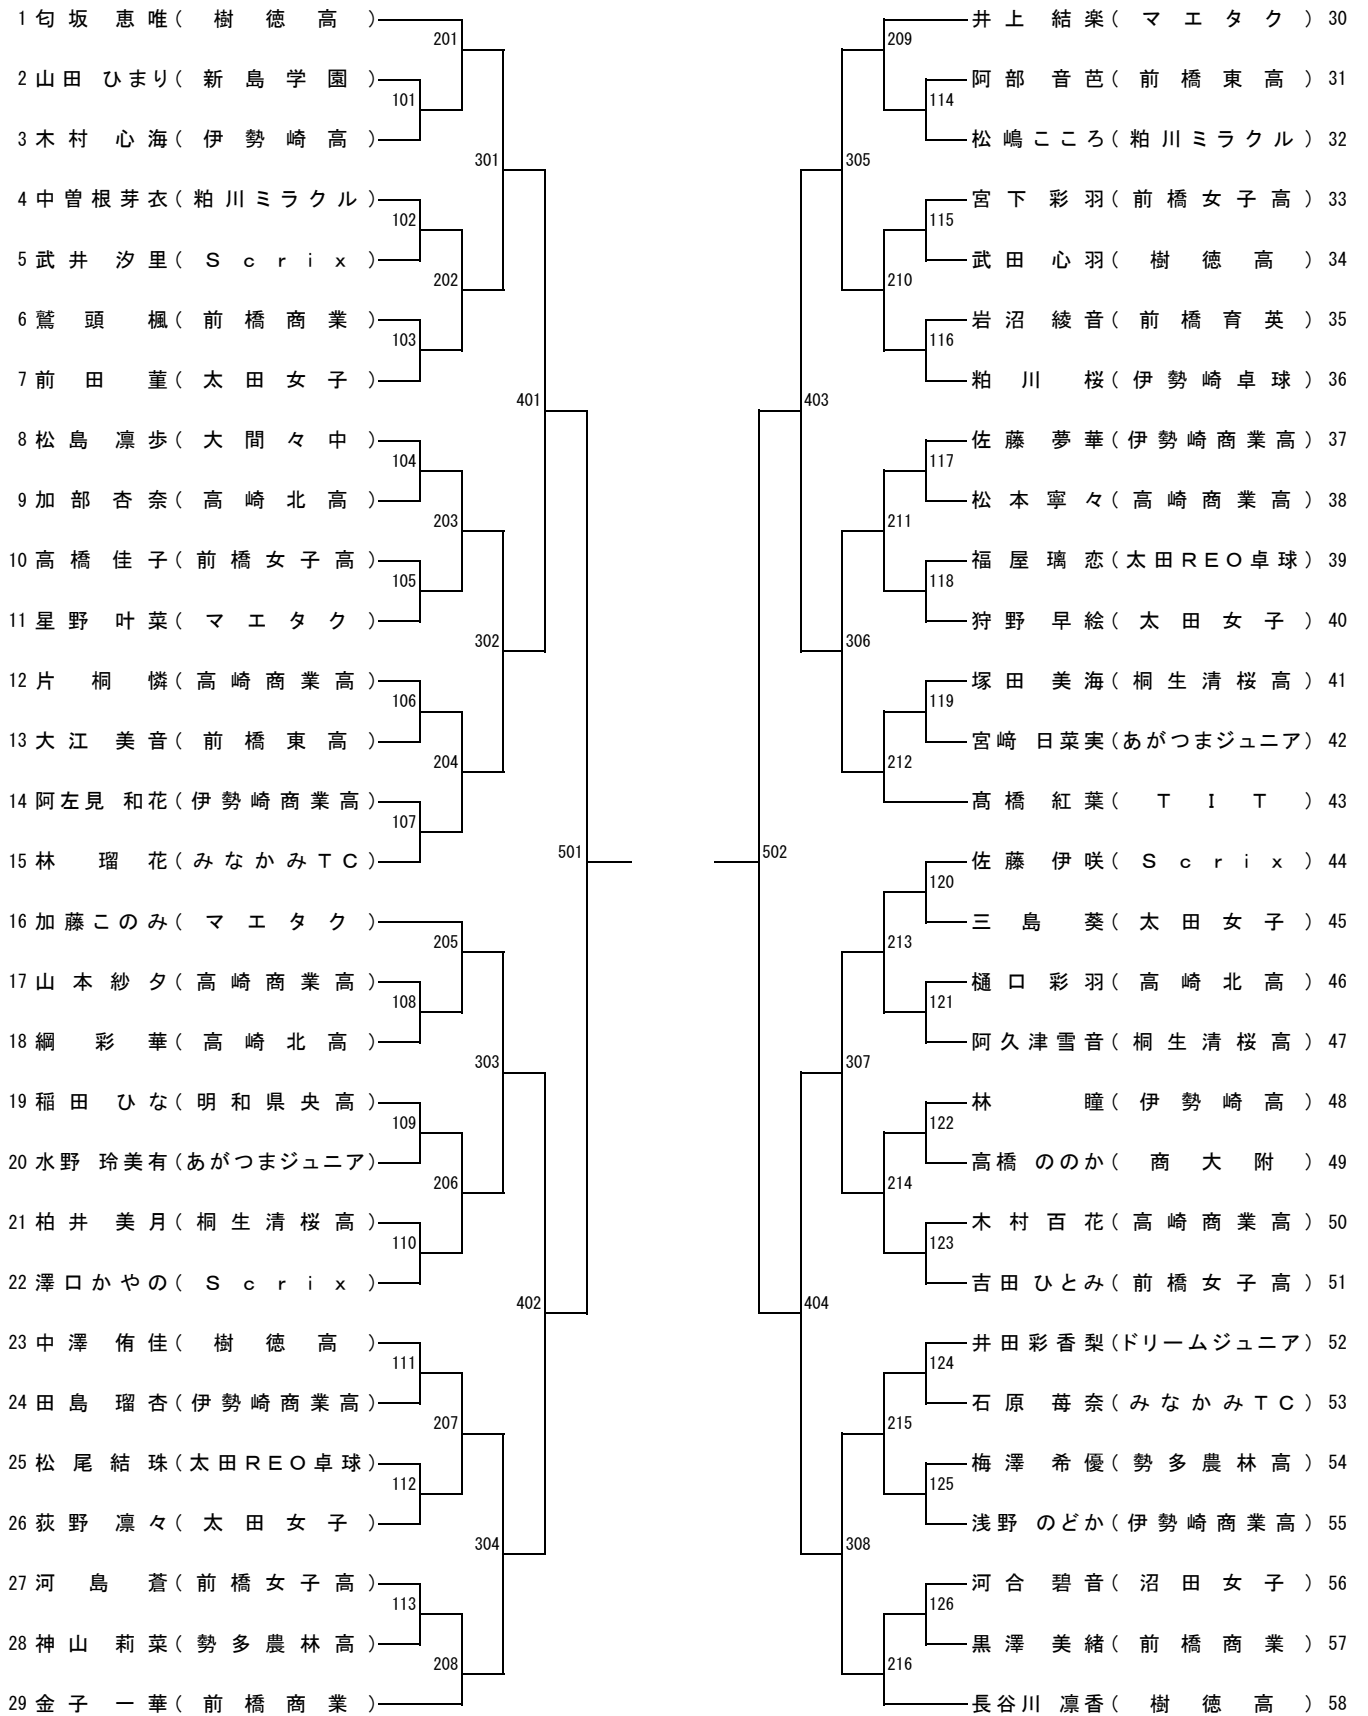 1 匂坂 恵唯 ( 樹徳高 )
201
2 山田 ひまり ( 新島学園 )
101
3 木村 心海 ( 伊勢崎高 )
301
4 中曽根芽衣 ( 粕川ミラクル )
102
5 武井 汐里 ( Scrix )
202
6 鷲頭 楓 ( 前橋商業 )
103
7 前田 菫 ( 太田女子 )
401
8 松島 凛歩 ( 大間々中 )
104
9 加部 杏奈 ( 高崎北高 )
203
10 高橋 佳子 ( 前橋女子高 )
105
11 星野 叶菜 ( マエタク )
302
12 片桐 憐 ( 高崎商業高 )
106
13 大江 美音 ( 前橋東高 )
204
14 阿左見 和花 ( 伊勢崎商業高 )
107
15 林 瑠花 ( みなかみTC )
501
16 加藤このみ ( マエタク )
205
17 山本 紗夕 ( 高崎商業高 )
108
18 綱 彩華 ( 高崎北高 )
303
19 稲田 ひな ( 明和県央高 )
109
20 水野 玲美有 (あがつまジュニア)
206
21 柏井 美月 ( 桐生清桜高 )
110
22 澤口かやの ( Scrix )
402
23 中澤 侑佳 ( 樹徳高 )
111
24 田島 瑠杏 ( 伊勢崎商業高 )
207
25 松尾結珠 ( 太田REO卓球 )
112
26 荻野 凛々 ( 太田女子 )
304
27 河島 蒼 ( 前橋女子高 )
113
28 神山 莉菜 ( 勢多農林高 )
208
29 金子 一華 ( 前橋商業 )
井上 結楽 ( マエタク ) 30
209
阿部 音芭 ( 前橋東高 ) 31
114
松嶋こころ ( 粕川ミラクル ) 32
305
宮下 彩羽 ( 前橋女子高 ) 33
115
武田 心羽 ( 樹徳高 ) 34
210
岩沼 綾音 ( 前橋育英 ) 35
116
粕川 桜 ( 伊勢崎卓球 ) 36
403
佐藤 夢華 ( 伊勢崎商業高 ) 37
117
松本寧々 ( 高崎商業高 ) 38
211
福屋璃恋 ( 太田REO卓球 ) 39
118
狩野 早絵 ( 太田女子 ) 40
306
塚田 美海 ( 桐生清桜高 ) 41
119
宮﨑 日菜実 (あがつまジュニア) 42
212
髙橋 紅葉 ( TIT ) 43
502
佐藤 伊咲 ( Scrix ) 44
120
三島 葵 ( 太田女子 ) 45
213
樋口 彩羽 ( 高崎北高 ) 46
121
阿久津雪音 ( 桐生清桜高 ) 47
307
林 瞳 ( 伊勢崎高 ) 48
122
高橋 ののか ( 商大附 ) 49
214
木村百花 ( 高崎商業高 ) 50
123
吉田 ひとみ ( 前橋女子高 ) 51
404
井田彩香梨 (ドリームジュニア) 52
124
石原 苺奈 ( みなかみTC ) 53
215
梅澤 希優 ( 勢多農林高 ) 54
125
浅野 のどか ( 伊勢崎商業高 ) 55
308
河合 碧音 ( 沼田女子 ) 56
126
黒澤 美緒 ( 前橋商業 ) 57
216
長谷川 凛香 ( 樹徳高 ) 58